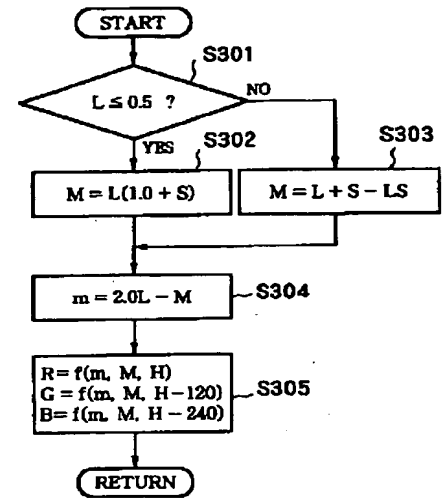 START
S301
L ≤ 0.5 ?
NO
YES
S302
S303
M = L(1.0 + S)
M = L + S − LS
m = 2.0L − M
S304
R= f(m, M, H)
G = f(m, M, H−120)
B= f(m, M, H − 240)
S305
RETURN